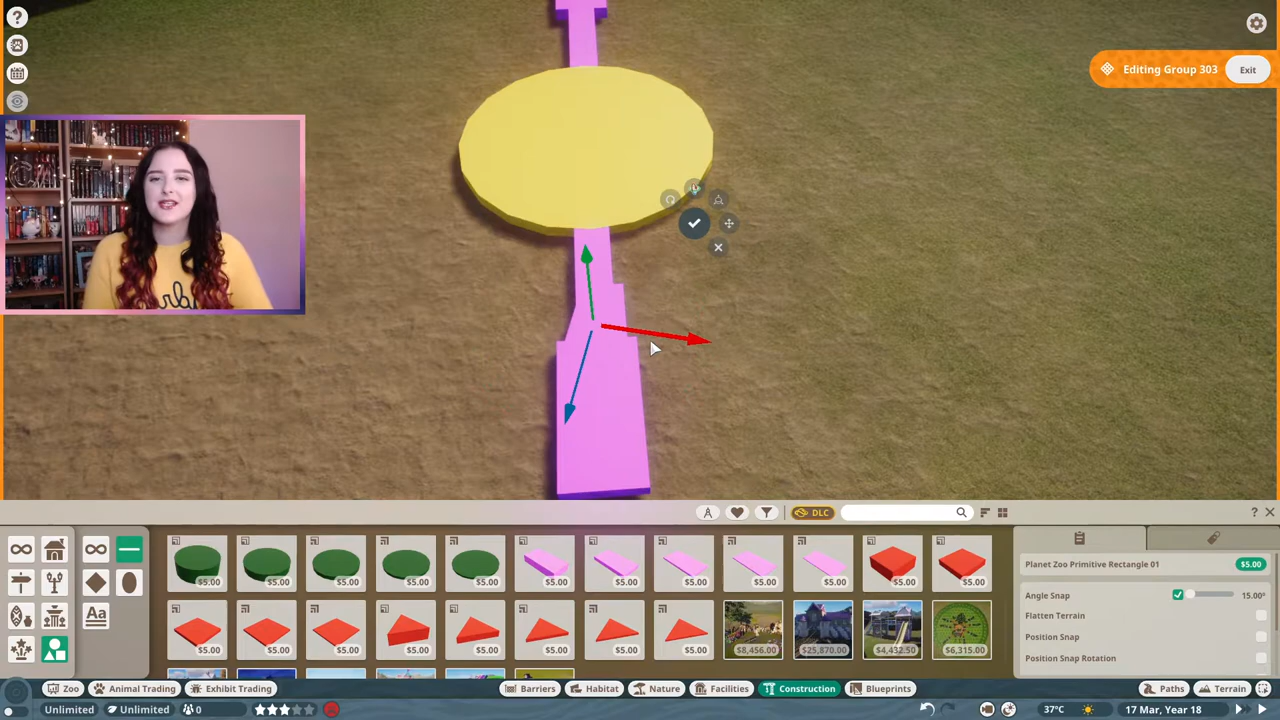 ?
Editing Group 303
Exit
DLC
? ×
$5.00 $5.00 $5.00 $5.00 $5.00 $5.00 $5.00 $5.00 $5.00 $5.00 $5.00 $5.00
Planet Zoo Primitive Rectangle 01
$5.00
Angle Snap
15.00°
Flatten Terrain
Aa
$5.00 $5.00 $5.00 $5.00 $5.00 $5.00 $5.00 $5.00 $8,456.00 $25,870.00 $4,432.50 $6,315.00
Position Snap
Position Snap Rotation
Zoo
Animal Trading
Exhibit Trading
Barriers
Habitat
Nature
Facilities
Construction
Blueprints
Paths
Terrain
Unlimited
Unlimited
0
37°C
17 Mar, Year 18